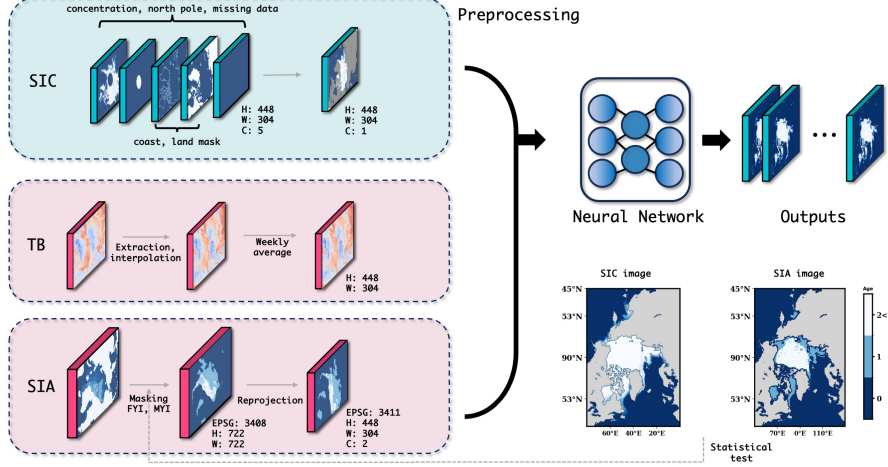 Preprocessing
concentration, north pole, missing data
SIC
H: 448
W: 304
C: 5
coast, land mask
H: 448
W: 304
C: 1
TB
Extraction,
interpolation
Weekly
average
H: 448
W: 304
SIA
Masking
FYI, MYI
EPSG: 3408
H: 722
W: 722
Reprojection
EPSG: 3411
H: 448
W: 304
C: 2
Neural Network
...
Outputs
SIC image
45°N
53°N
90°N
53°N
60°W 40°W 20°W
SIA image
45°N
53°N
90°N
53°N
70°E 0°E 110°E
Age
2<
1
0
Statistical
test